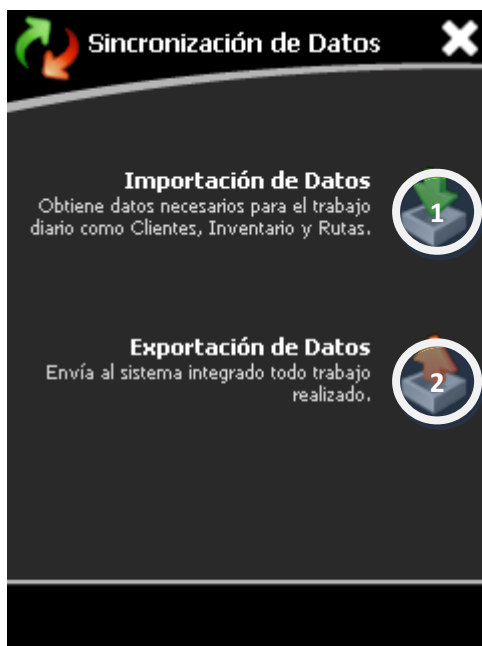 Sincronización de Datos
Importación de Datos
Obtiene datos necesarios para el trabajo
diario como Clientes, Inventario y Rutas.
1
Exportación de Datos
Envía al sistema integrado todo trabajo
realizado.
2